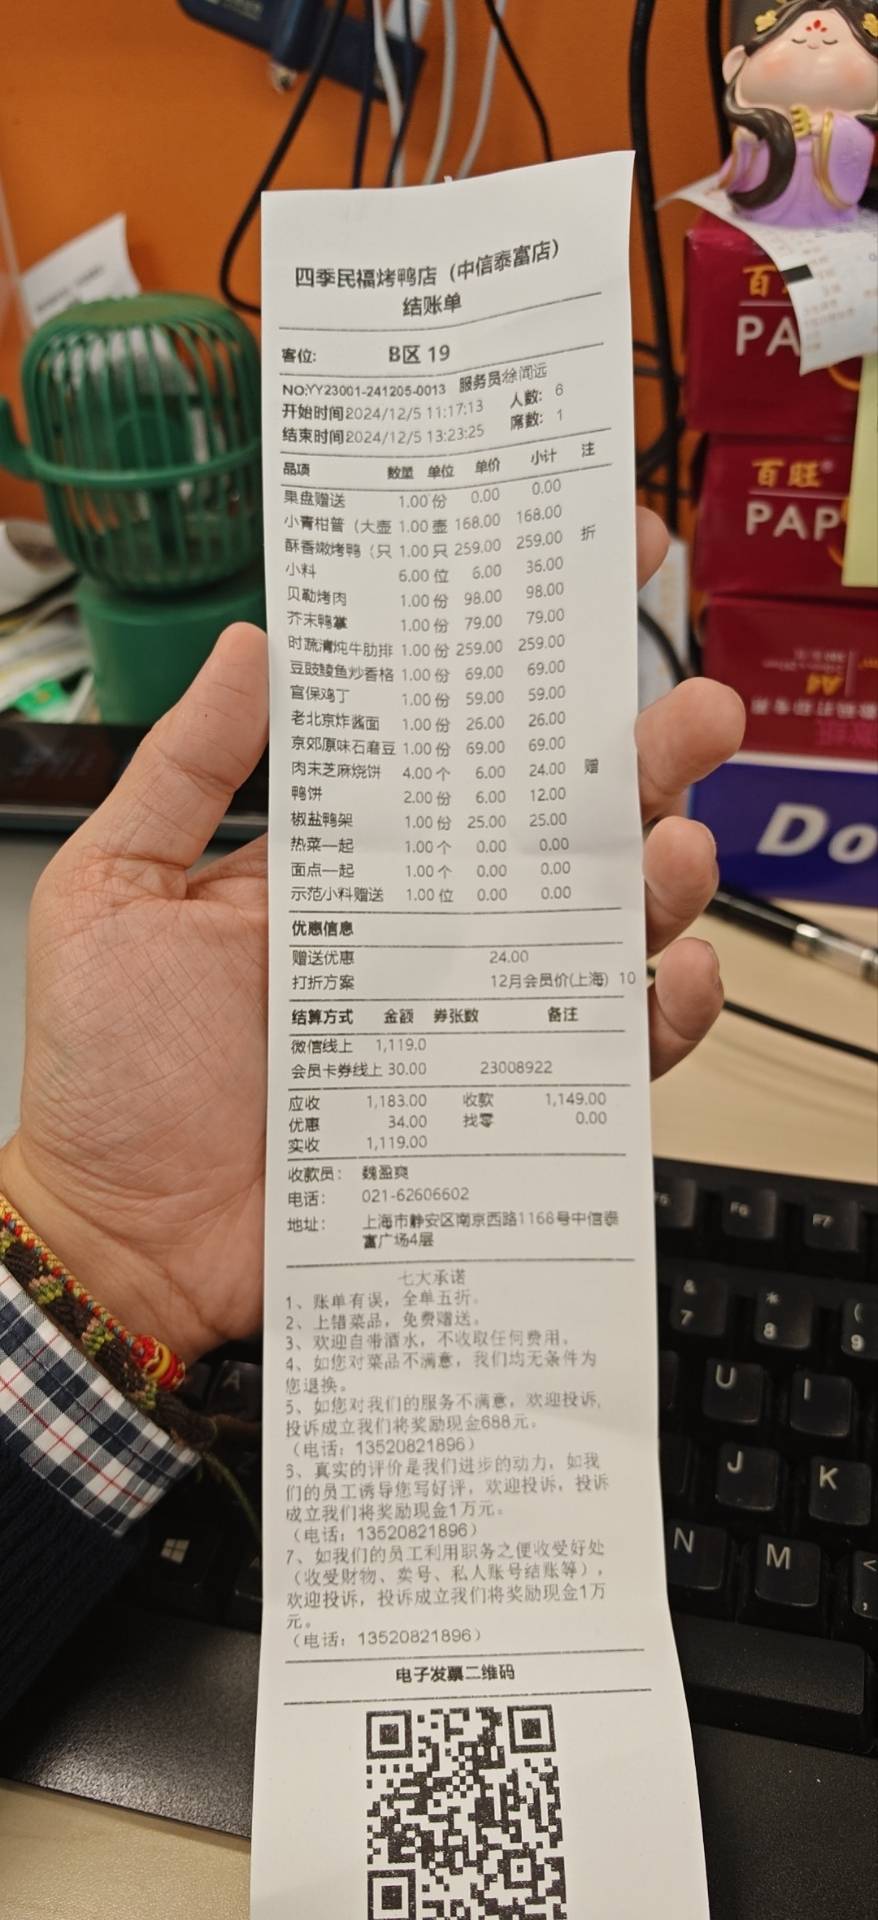 四季民福烤鸭店（中信泰富店）
结账单
客位: B区 19
NO:YY23001-241205-0013 服务员:徐闻远
开始时间2024/12/5 11:17:13 人数: 6
结束时间2024/12/5 13:23:25 席数: 1
品项 数量 单位 单价 小计 注
果盘赠送 1.00 份 0.00 0.00
小青柑普（大壶 1.00 壶 168.00 168.00
酥香嫩烤鸭（只 1.00 只 259.00 259.00 折
小料 6.00 位 6.00 36.00
贝勒烤肉 1.00 份 98.00 98.00
芥末鸭掌 1.00 份 79.00 79.00
时蔬清炖牛肋排 1.00 份 259.00 259.00
豆豉鲮鱼炒香格 1.00 份 69.00 69.00
宫保鸡丁 1.00 份 59.00 59.00
老北京炸酱面 1.00 份 26.00 26.00
京郊原味石磨豆 1.00 份 69.00 69.00
肉末芝麻烧饼 4.00 个 6.00 24.00 赠
鸭饼 2.00 份 6.00 12.00
椒盐鸭架 1.00 份 25.00 25.00
热菜一起 1.00 个 0.00 0.00
面点一起 1.00 个 0.00 0.00
示范小料赠送 1.00 位 0.00 0.00
优惠信息
赠送优惠 24.00
打折方案 12月会员价(上海) 10
结算方式 金额 券张数 备注
微信线上 1,119.0
会员卡券线上 30.00 23008922
应收 1,183.00 收款 1,149.00
优惠 34.00 找零 0.00
实收 1,119.00
收款员: 魏盈爽
电话: 021-62606602
地址: 上海市静安区南京西路1168号中信泰
富广场4层
七大承诺
1、账单有误，全单五折。
2、上错菜品，免费赠送。
3、欢迎自带酒水，不收取任何费用。
4、如您对菜品不满意，我们均无条件为
您退换。
5、如您对我们的服务不满意，欢迎投诉，
投诉成立我们将奖励现金688元。
（电话：13520821896）
6、真实的评价是我们进步的动力，如我
们的员工诱导您写好评，欢迎投诉，投诉
成立我们将奖励现金1万元。
（电话：13520821896）
7、如我们的员工利用职务之便收受好处
（收受财物、卖号、私人账号结账等），
欢迎投诉，投诉成立我们将奖励现金1万
元。
（电话：13520821896）
电子发票二维码
百
PA
百旺®
PAP
A4
Do
F6
F7
&
7
*
8
(
9
U
I
J
K
N
M
<
,
A